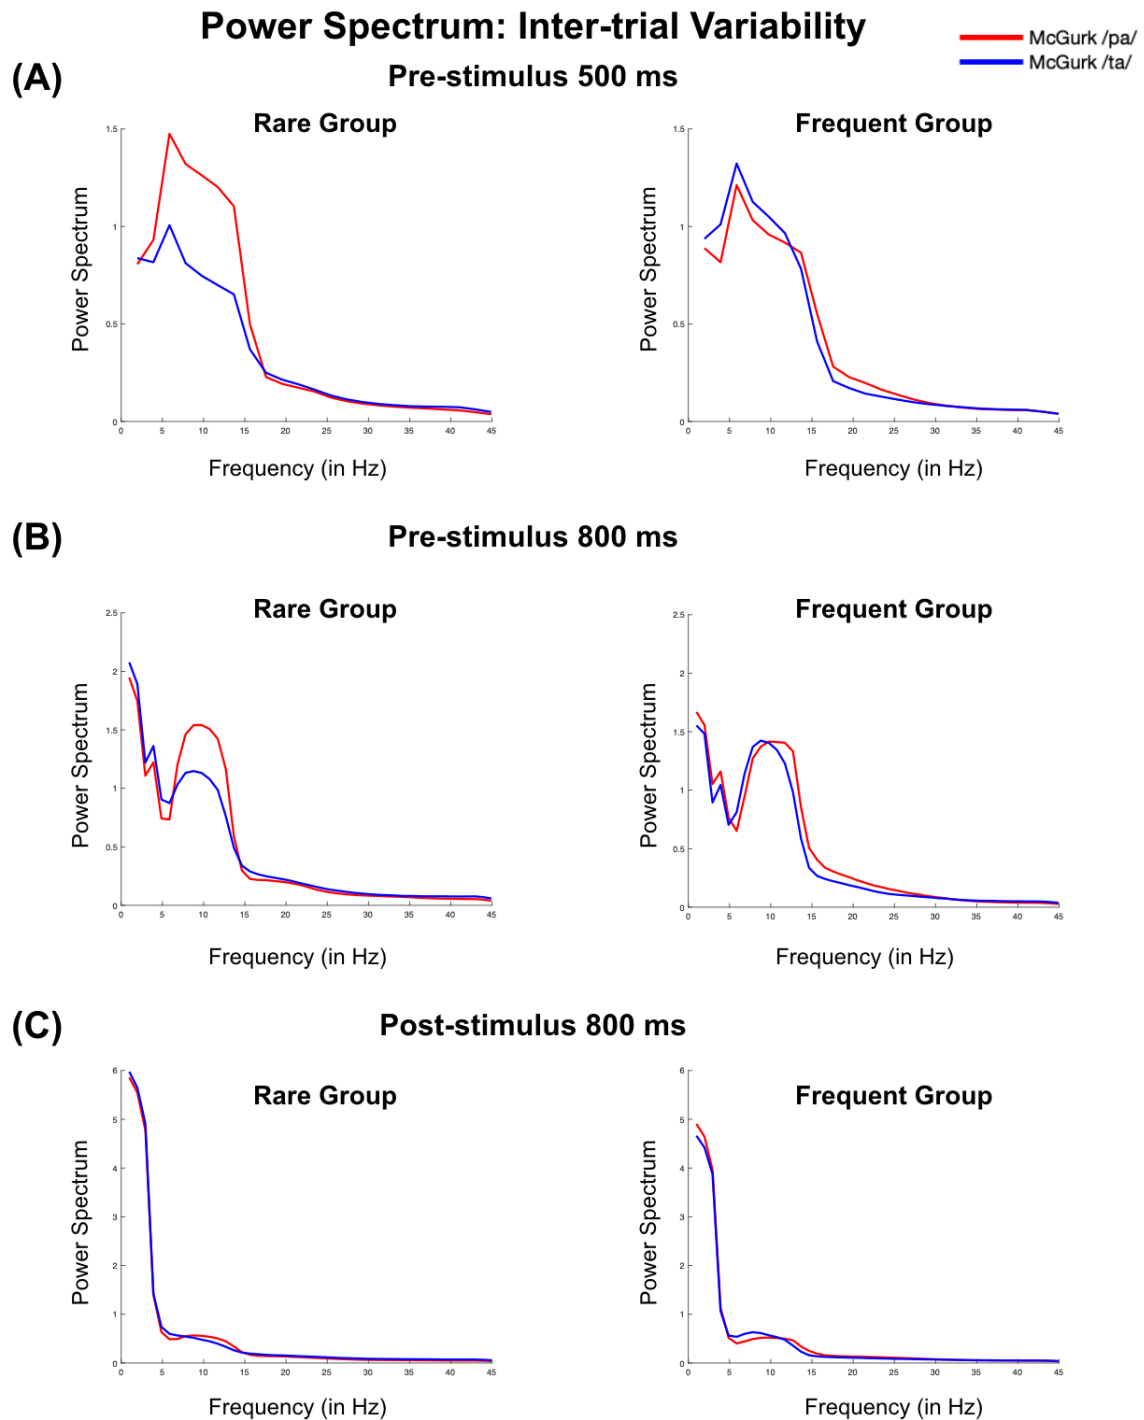 Power Spectrum: Inter-trial Variability
McGurk /pa/
McGurk /ta/
(A)
Pre-stimulus 500 ms
Rare Group
Frequent Group
Power Spectrum
1.5
1
0.5
0
0 5 10 15 20 25 30 35 40 45
Frequency (in Hz)
Power Spectrum
1.5
1
0.5
0
0 5 10 15 20 25 30 35 40 45
Frequency (in Hz)
(B)
Pre-stimulus 800 ms
Rare Group
Frequent Group
Power Spectrum
2.5
2
1.5
1
0.5
0
0 5 10 15 20 25 30 35 40 45
Frequency (in Hz)
Power Spectrum
2.5
2
1.5
1
0.5
0
0 5 10 15 20 25 30 35 40 45
Frequency (in Hz)
(C)
Post-stimulus 800 ms
Rare Group
Frequent Group
Power Spectrum
6
5
4
3
2
1
0
0 5 10 15 20 25 30 35 40 45
Frequency (in Hz)
Power Spectrum
6
5
4
3
2
1
0
0 5 10 15 20 25 30 35 40 45
Frequency (in Hz)